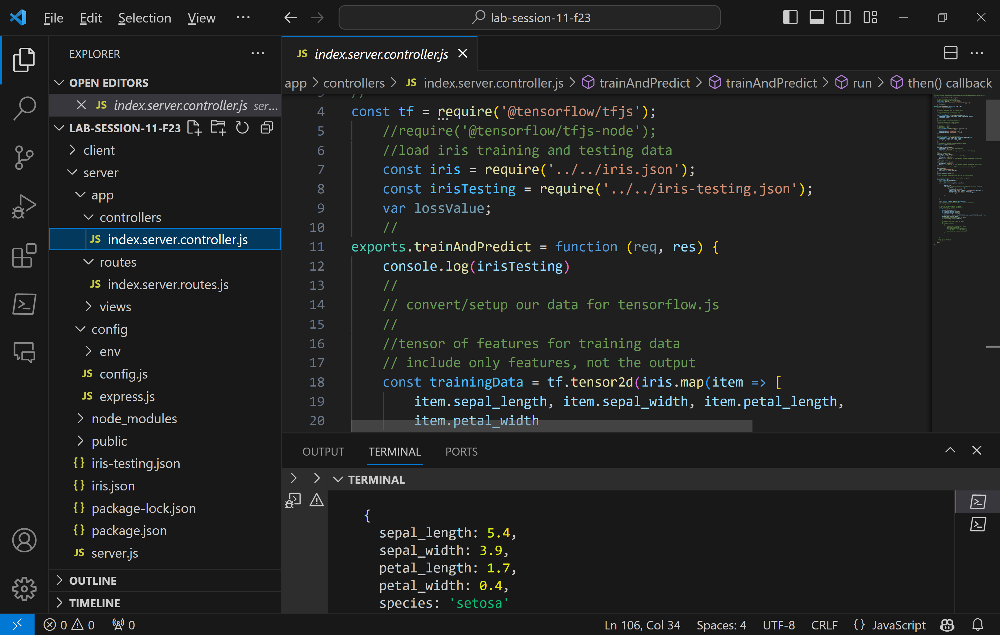 File Edit Selection View ··· lab-session-11-f23
EXPLORER ···
OPEN EDITORS
JS index.server.controller.js ser...
LAB-SESSION-11-F23
client
server
app
controllers
JS index.server.controller.js
routes
JS index.server.routes.js
views
config
env
JS config.js
JS express.js
node_modules
public
{} iris-testing.json
{} iris.json
{} package-lock.json
{} package.json
JS server.js
OUTLINE
TIMELINE
JS index.server.controller.js
app > controllers > JS index.server.controller.js > trainAndPredict > trainAndPredict > run > then() callback
4 const tf = require('@tensorflow/tfjs');
5 //require('@tensorflow/tfjs-node');
6 //load iris training and testing data
7 const iris = require('../../iris.json');
8 const irisTesting = require('../../iris-testing.json');
9 var lossValue;
10 //
11 exports.trainAndPredict = function (req, res) {
12 console.log(irisTesting)
13 //
14 // convert/setup our data for tensorflow.js
15 //
16 //tensor of features for training data
17 // include only features, not the output
18 const trainingData = tf.tensor2d(iris.map(item => [
19 item.sepal_length, item.sepal_width, item.petal_length,
20 item.petal_width
OUTPUT TERMINAL PORTS
TERMINAL
{
sepal_length: 5.4,
sepal_width: 3.9,
petal_length: 1.7,
petal_width: 0.4,
species: 'setosa'
0 0 0 Ln 106, Col 34 Spaces: 4 UTF-8 CRLF {} JavaScript